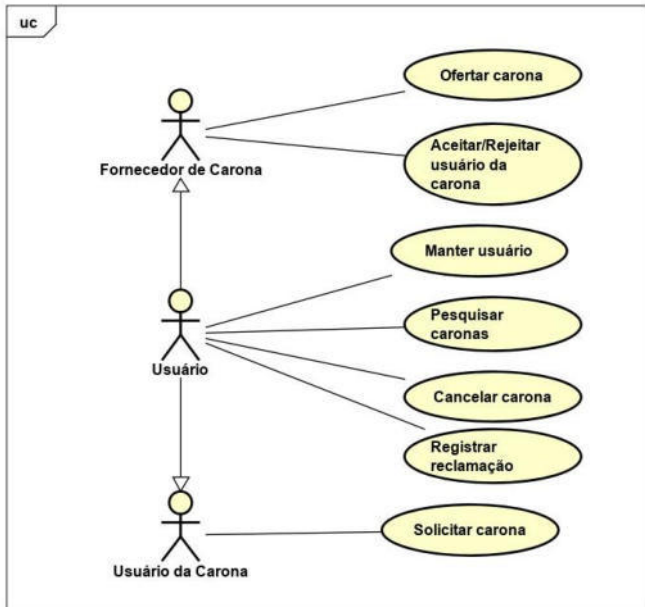 uc
Ofertar carona
Fornecedor de Carona
Aceitar/Rejeitar
usuário da
carona
Manter usuário
Usuário
Pesquisar
caronas
Cancelar carona
Registrar
reclamação
Usuário da Carona
Solicitar carona